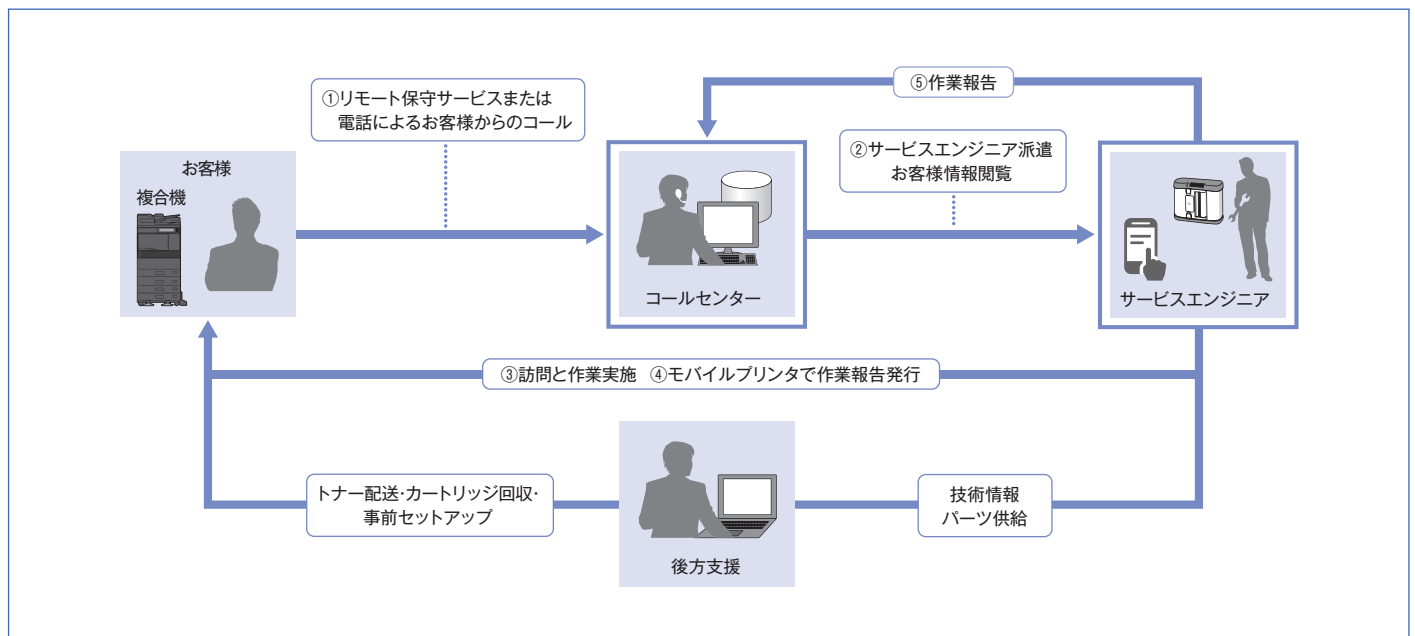 ①リモート保守サービスまたは
電話によるお客様からのコール
⑤作業報告
②サービスエンジニア派遣
お客様情報閲覧
お客様
複合機
コールセンター
サービスエンジニア
③訪問と作業実施 ④モバイルプリンタで作業報告発行
トナー配送・カートリッジ回収・
事前セットアップ
技術情報
パーツ供給
後方支援